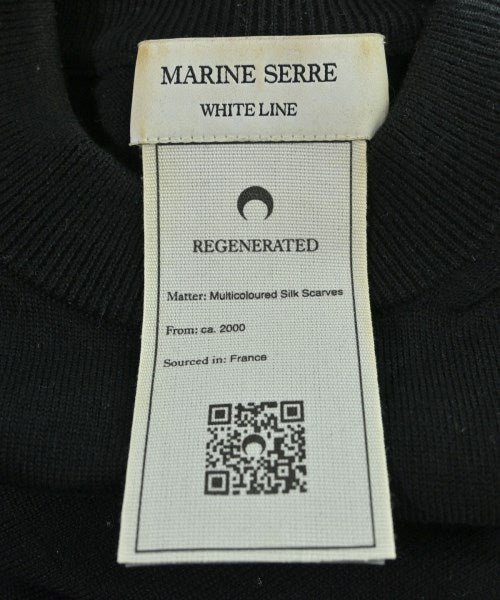 MARINE SERRE
WHITE LINE
REGENERATED
Matter: Multicoloured Silk Scarves
From: ca. 2000
Sourced in: France